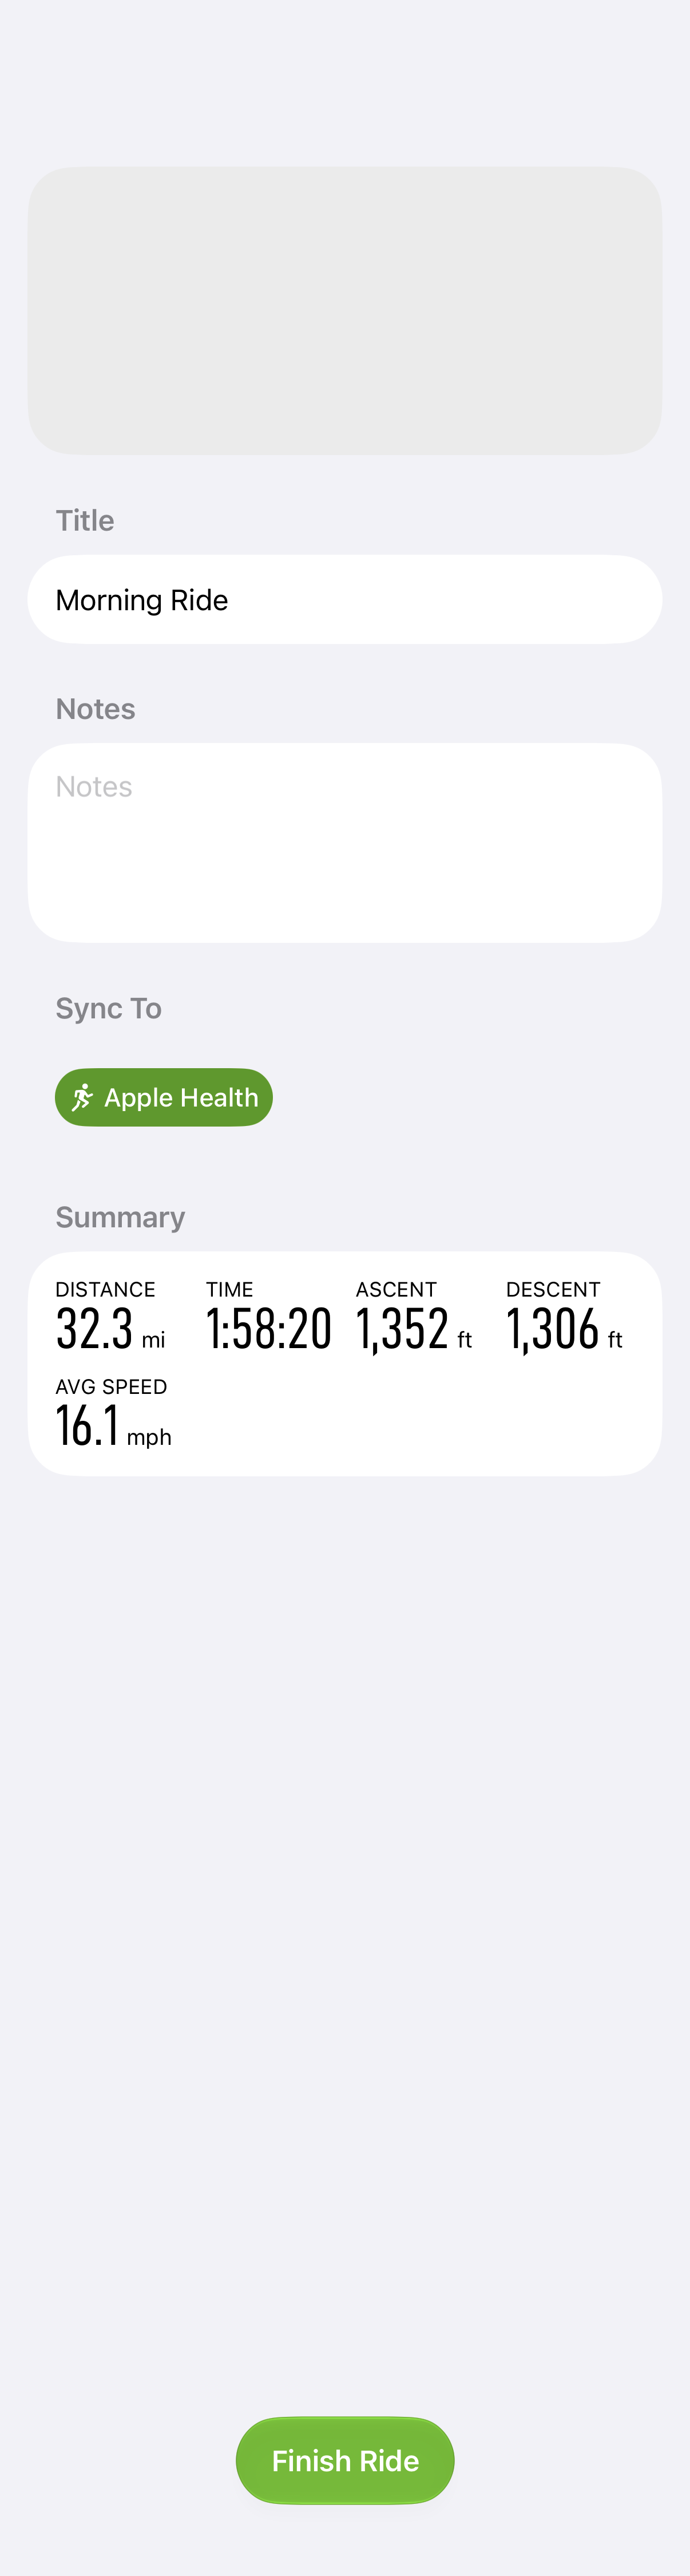 Title
Morning Ride
Notes
Notes
Sync To
Apple Health
Summary
DISTANCE TIME ASCENT DESCENT
32.3 mi 1:58:20 1,352 ft 1,306 ft
AVG SPEED
16.1 mph
Finish Ride